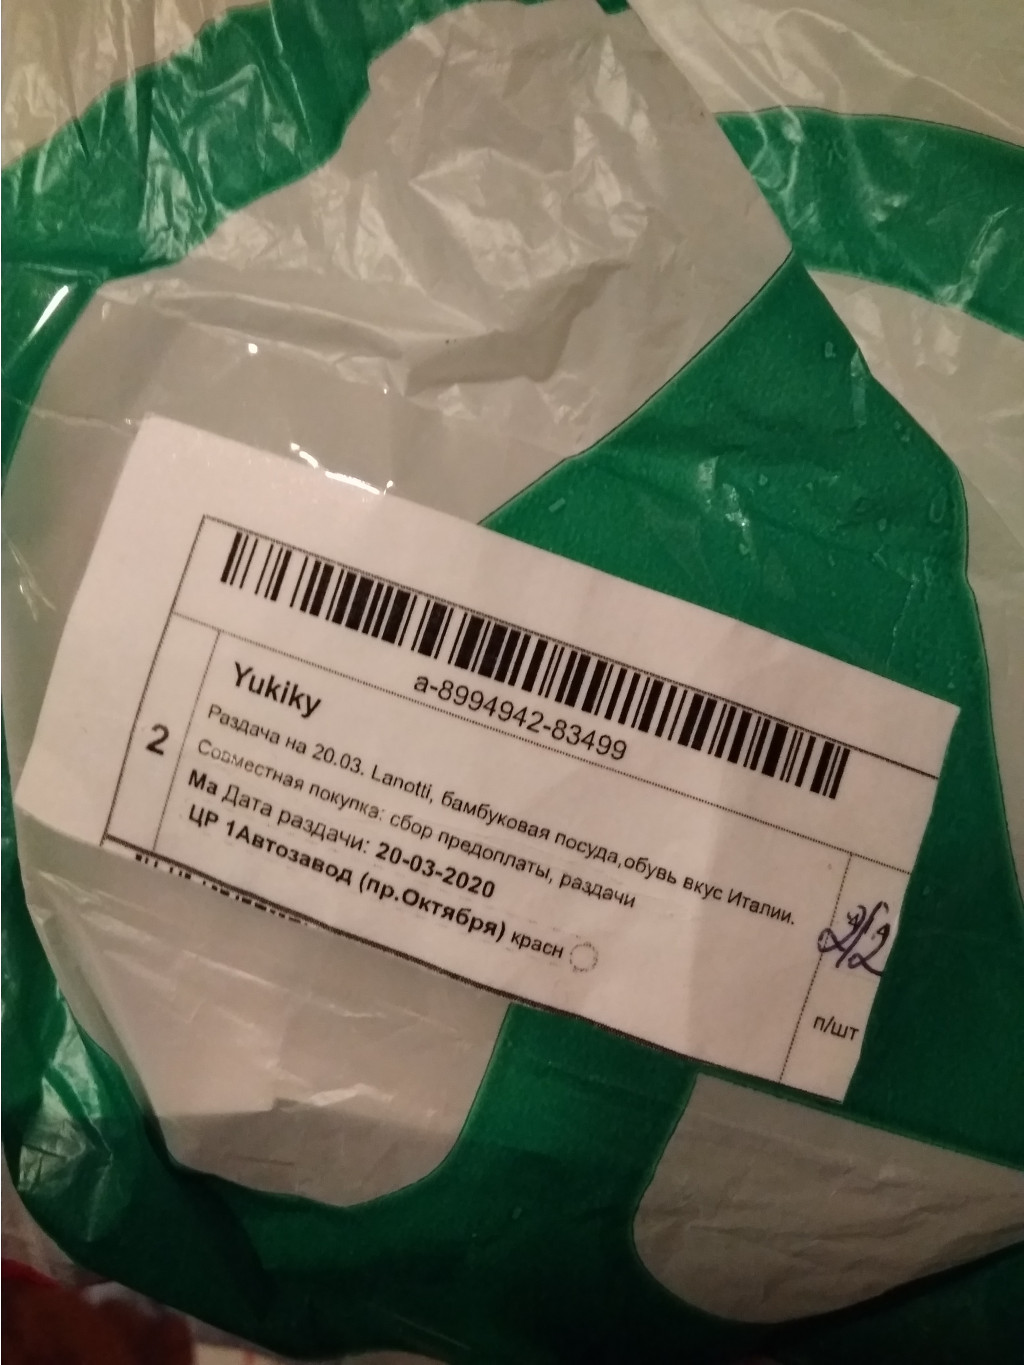 a-8994942-83499
2
Yukiky
Раздача на 20.03. Lanotti, бамбуковая посуда,обувь вкус Италии.
Совместная покупка: сбор предоплаты, раздачи
Ма Дата раздачи: 20-03-2020
ЦР 1Автозавод (пр.Октября) красн
2/2
п/шт